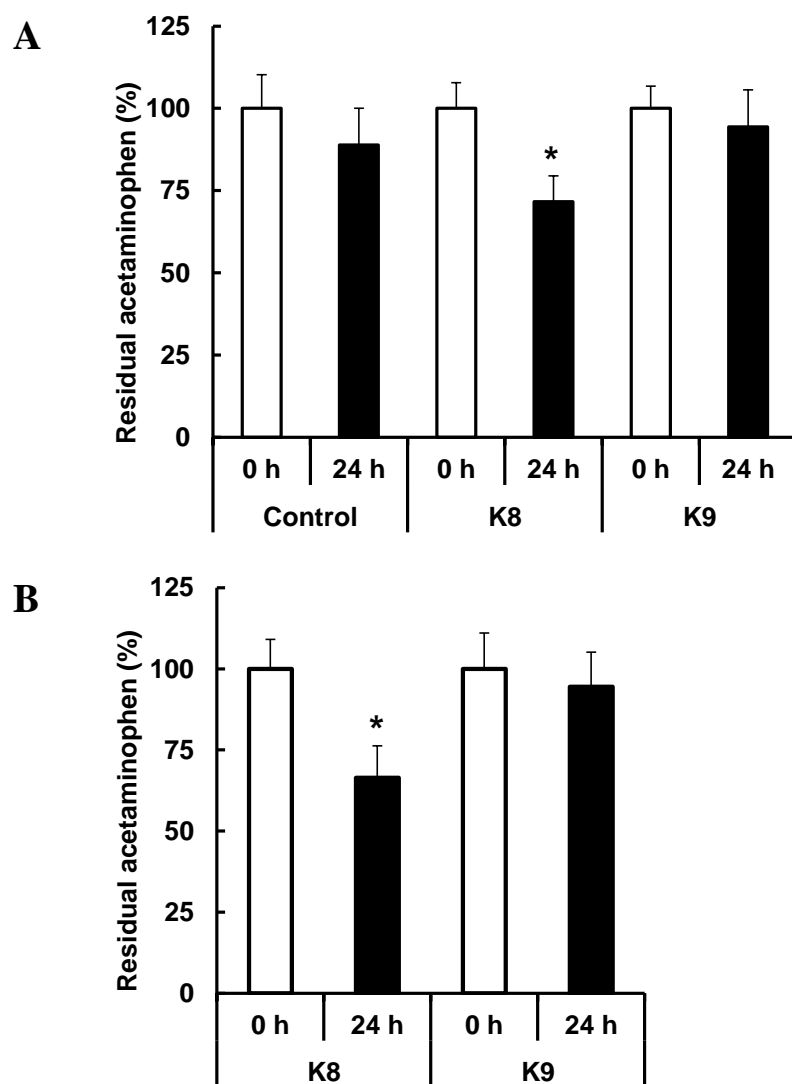 A
Residual acetaminophen (%)
125
100
75
50
25
0
*
0 h 24 h 0 h 24 h 0 h 24 h
Control K8 K9
B
Residual acetaminophen (%)
125
100
75
50
25
0
*
0 h 24 h 0 h 24 h
K8 K9